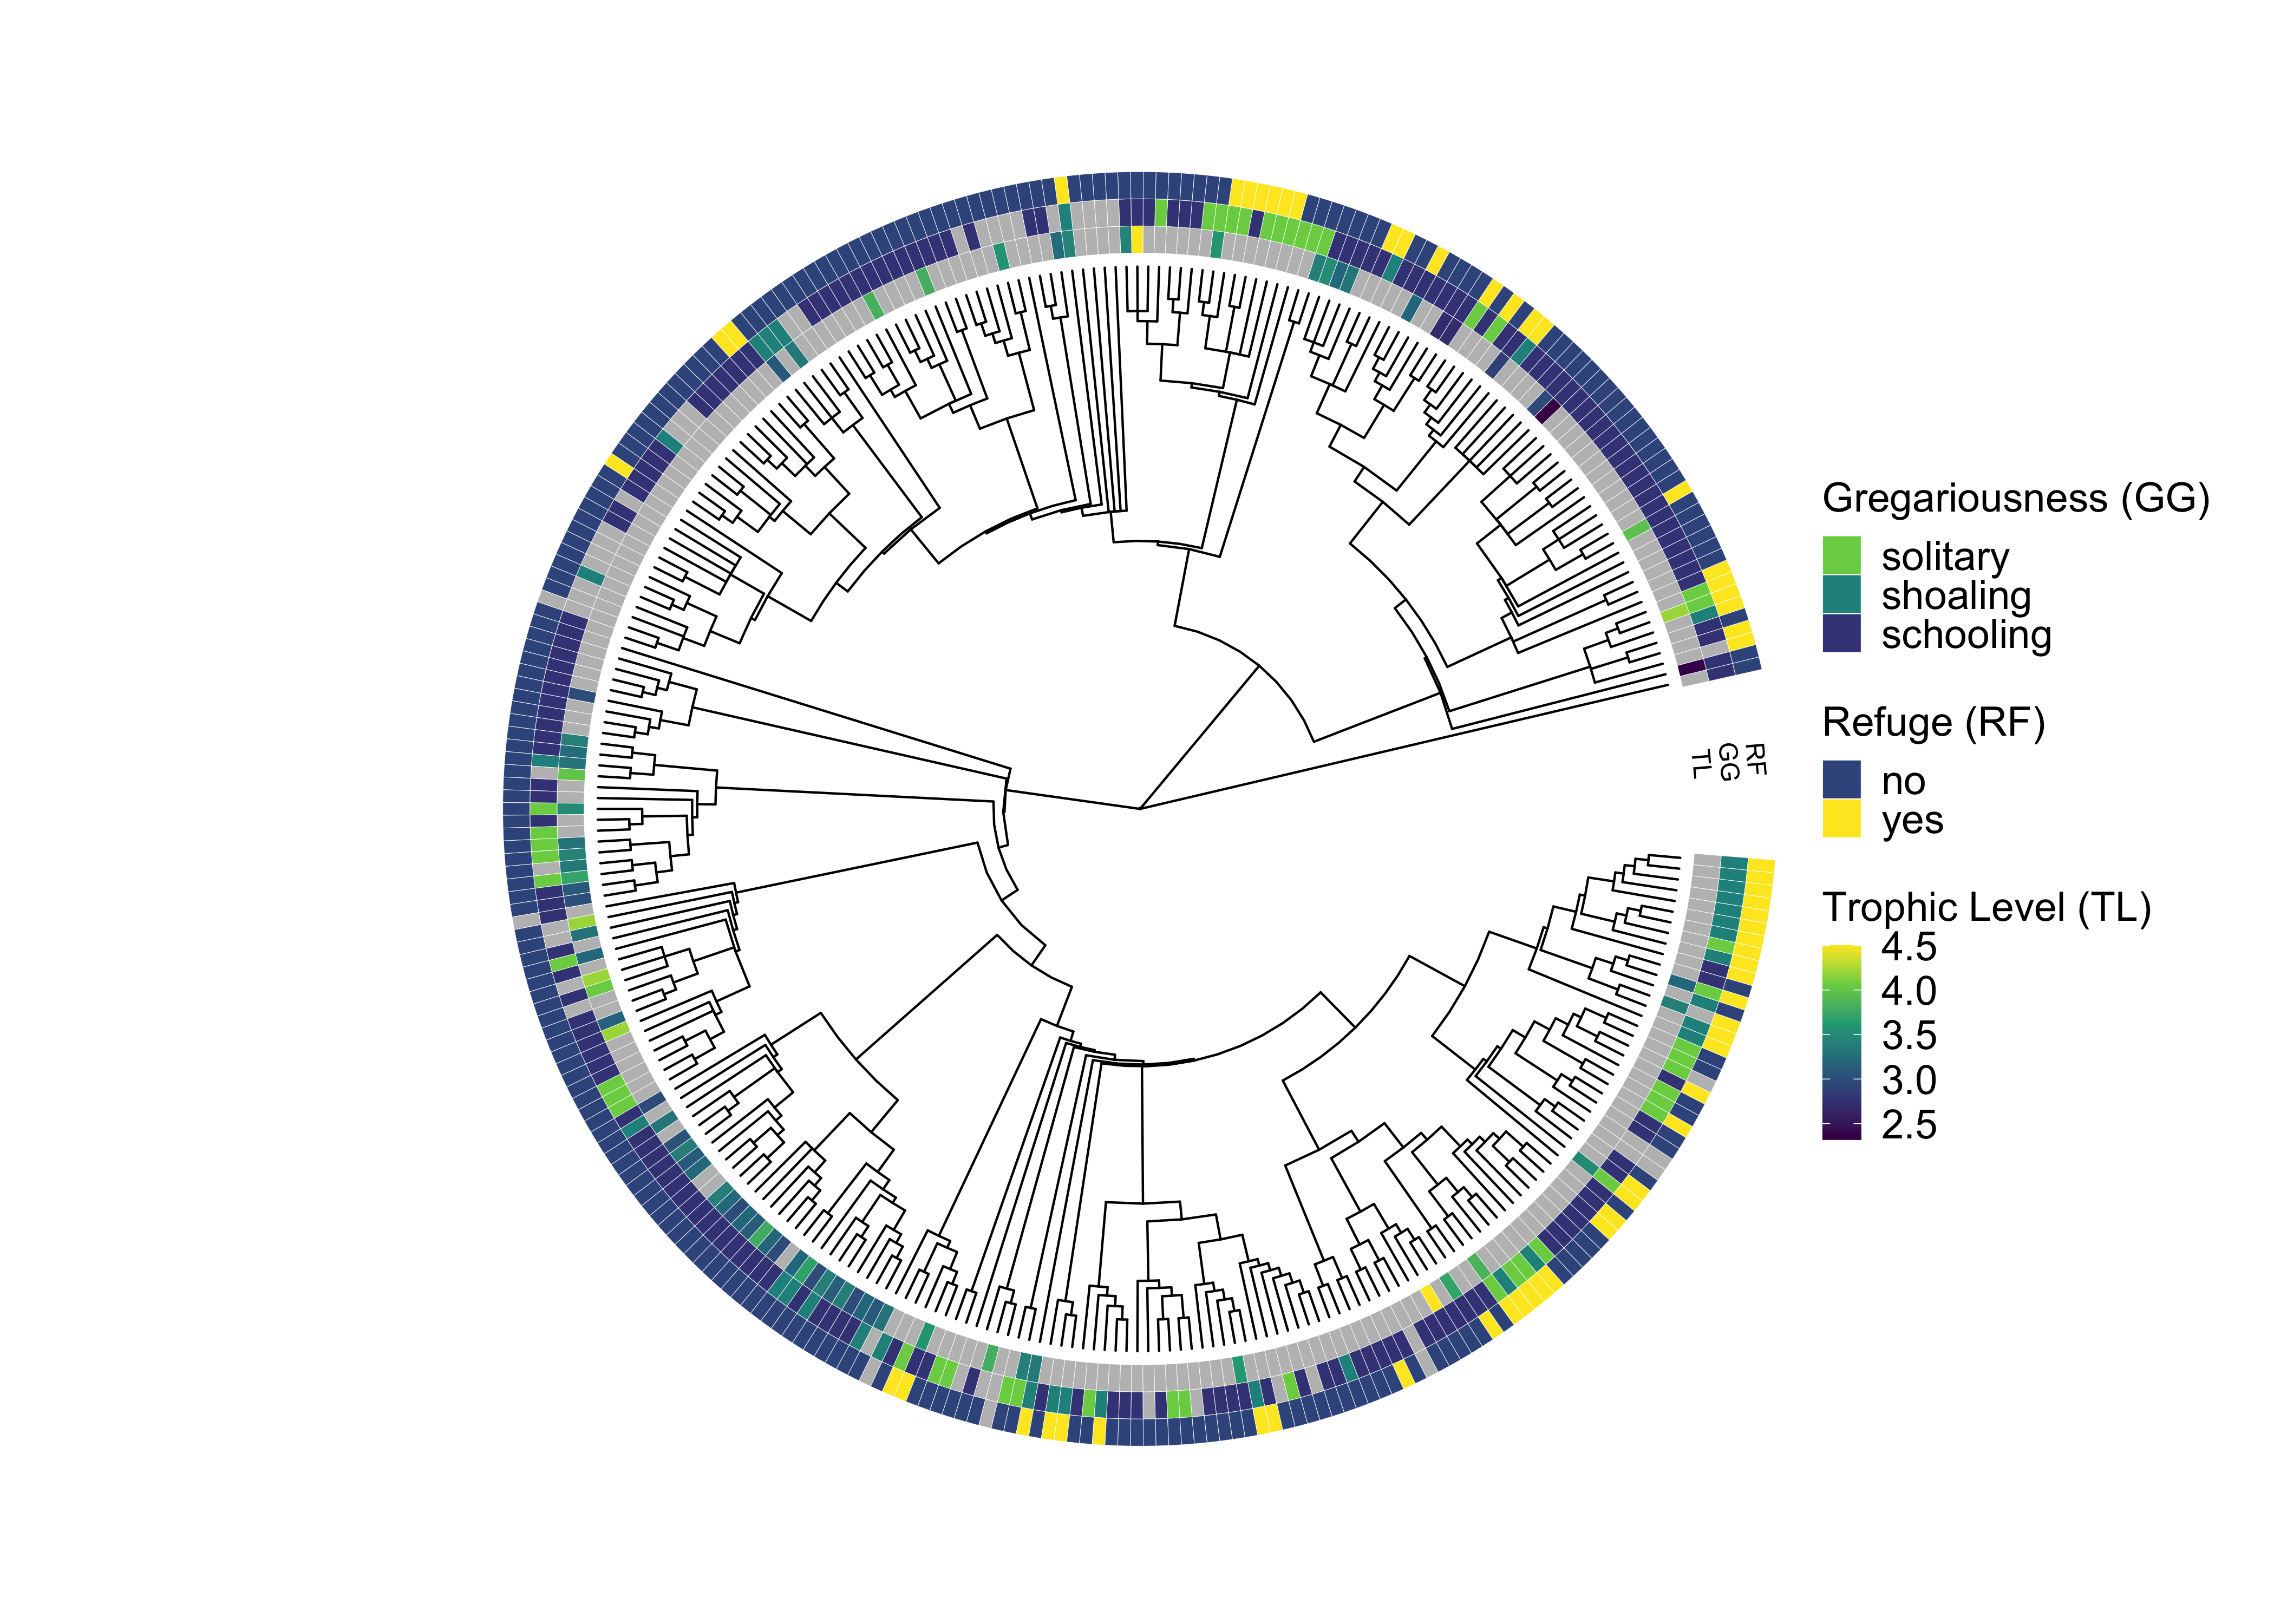 Gregariousness (GG)
solitary
shoaling
schooling
Refuge (RF)
no
yes
Trophic Level (TL)
4.5
4.0
3.5
3.0
2.5
TL
GG
RF